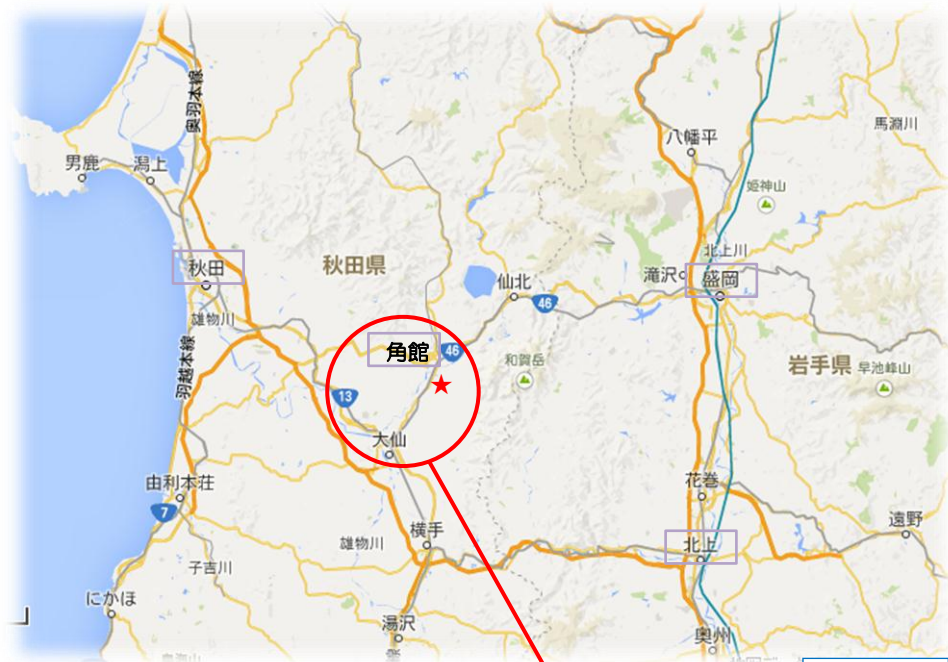 奥羽本線
八幡平
馬淵川
男鹿
潟上
姫神山
北上川
秋田
秋田県
仙北
46
滝沢
盛岡
雄物川
角館
46
和賀岳
岩手県
早池峰山
羽越本線
13
大仙
由利本荘
7
花巻
横手
遠野
雄物川
北上
子吉川
にかほ
湯沢
奥州